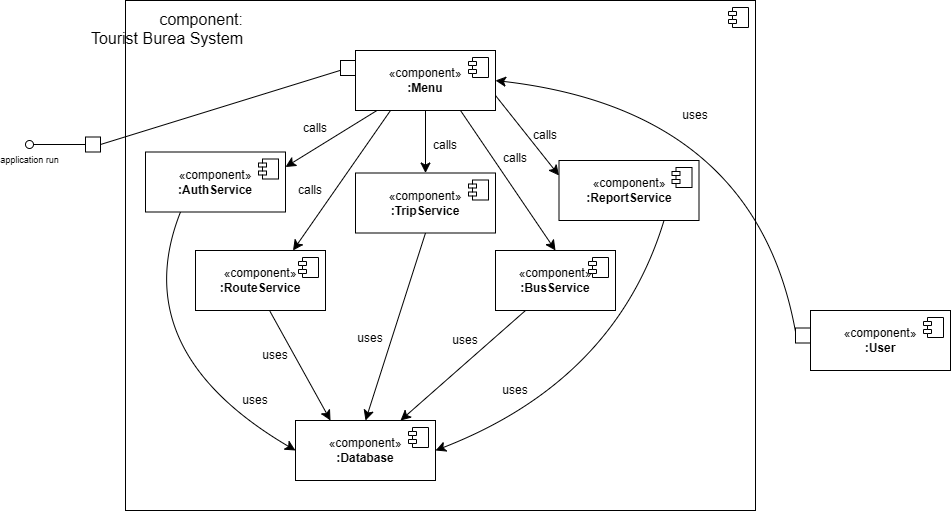 component:
Tourist Burea System
«component»
:Menu
uses
calls
calls
calls
calls
calls
application run
«component»
:AuthService
«component»
:TripService
«component»
:ReportService
«component»
:RouteService
«component»
:BusService
«component»
:User
uses
uses
uses
uses
uses
«component»
:Database